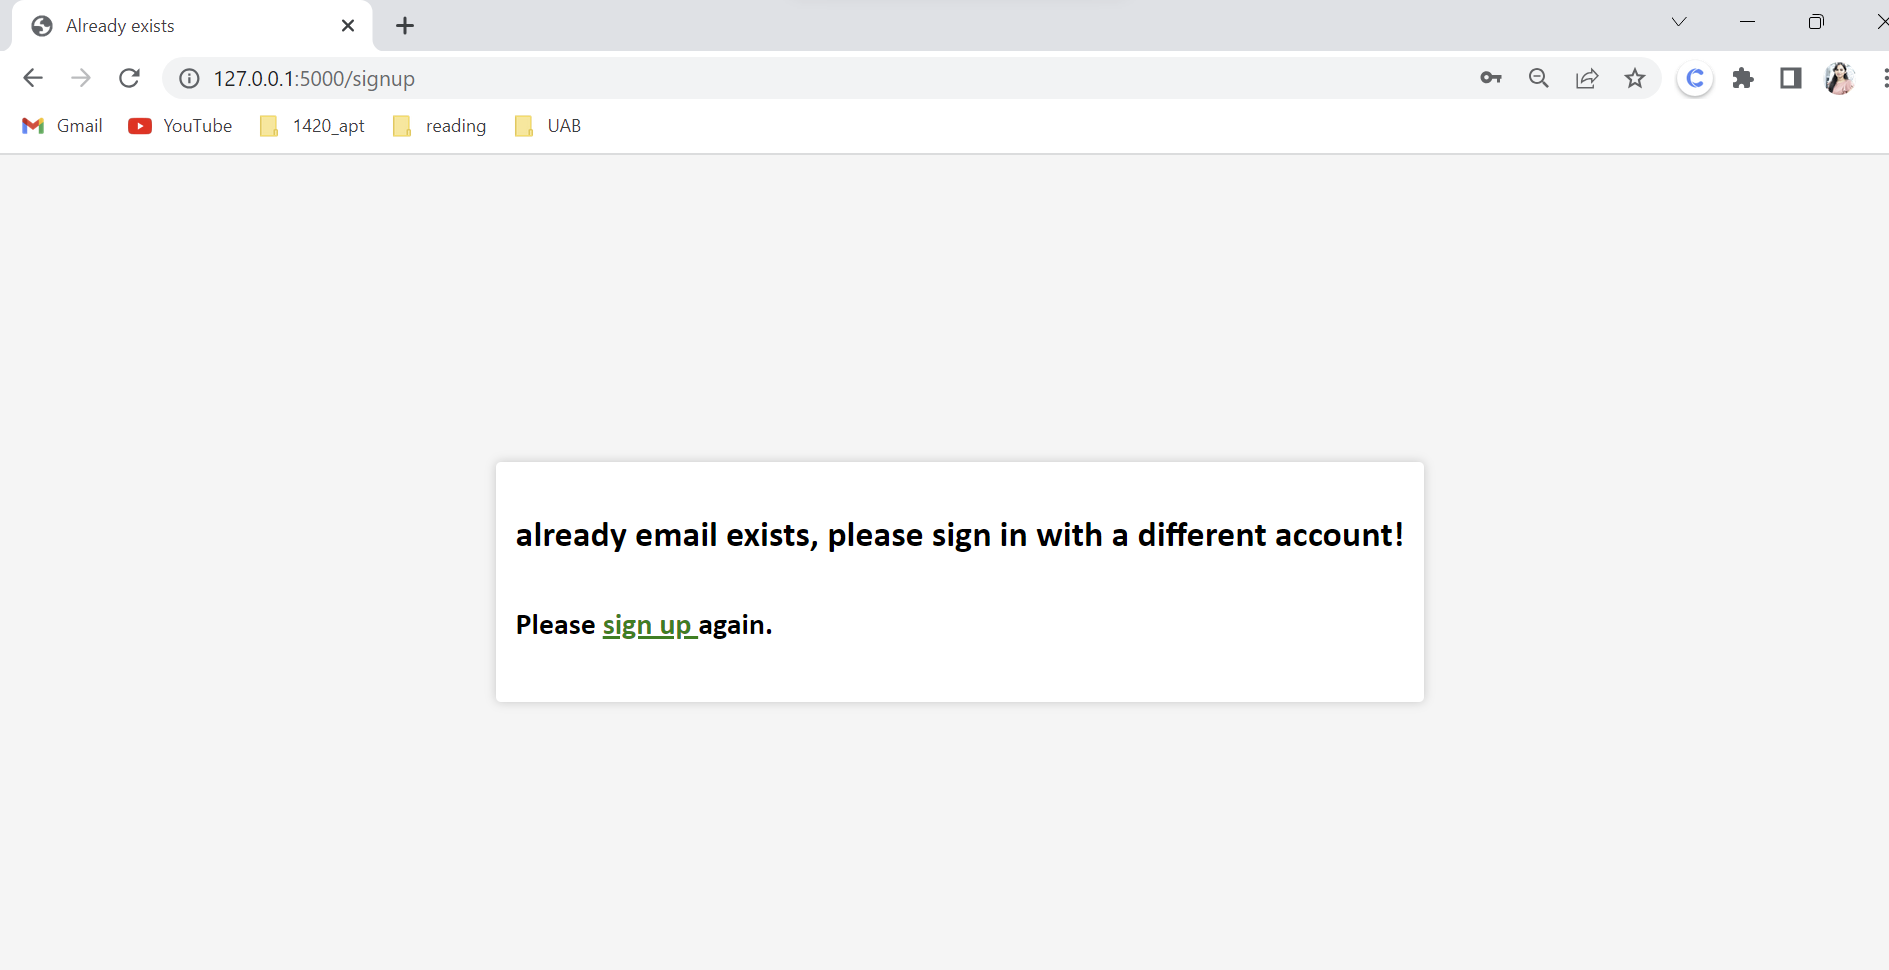 Already exists
127.0.0.1:5000/signup
Gmail YouTube 1420_apt reading UAB
already email exists, please sign in with a different account!
Please sign up again.